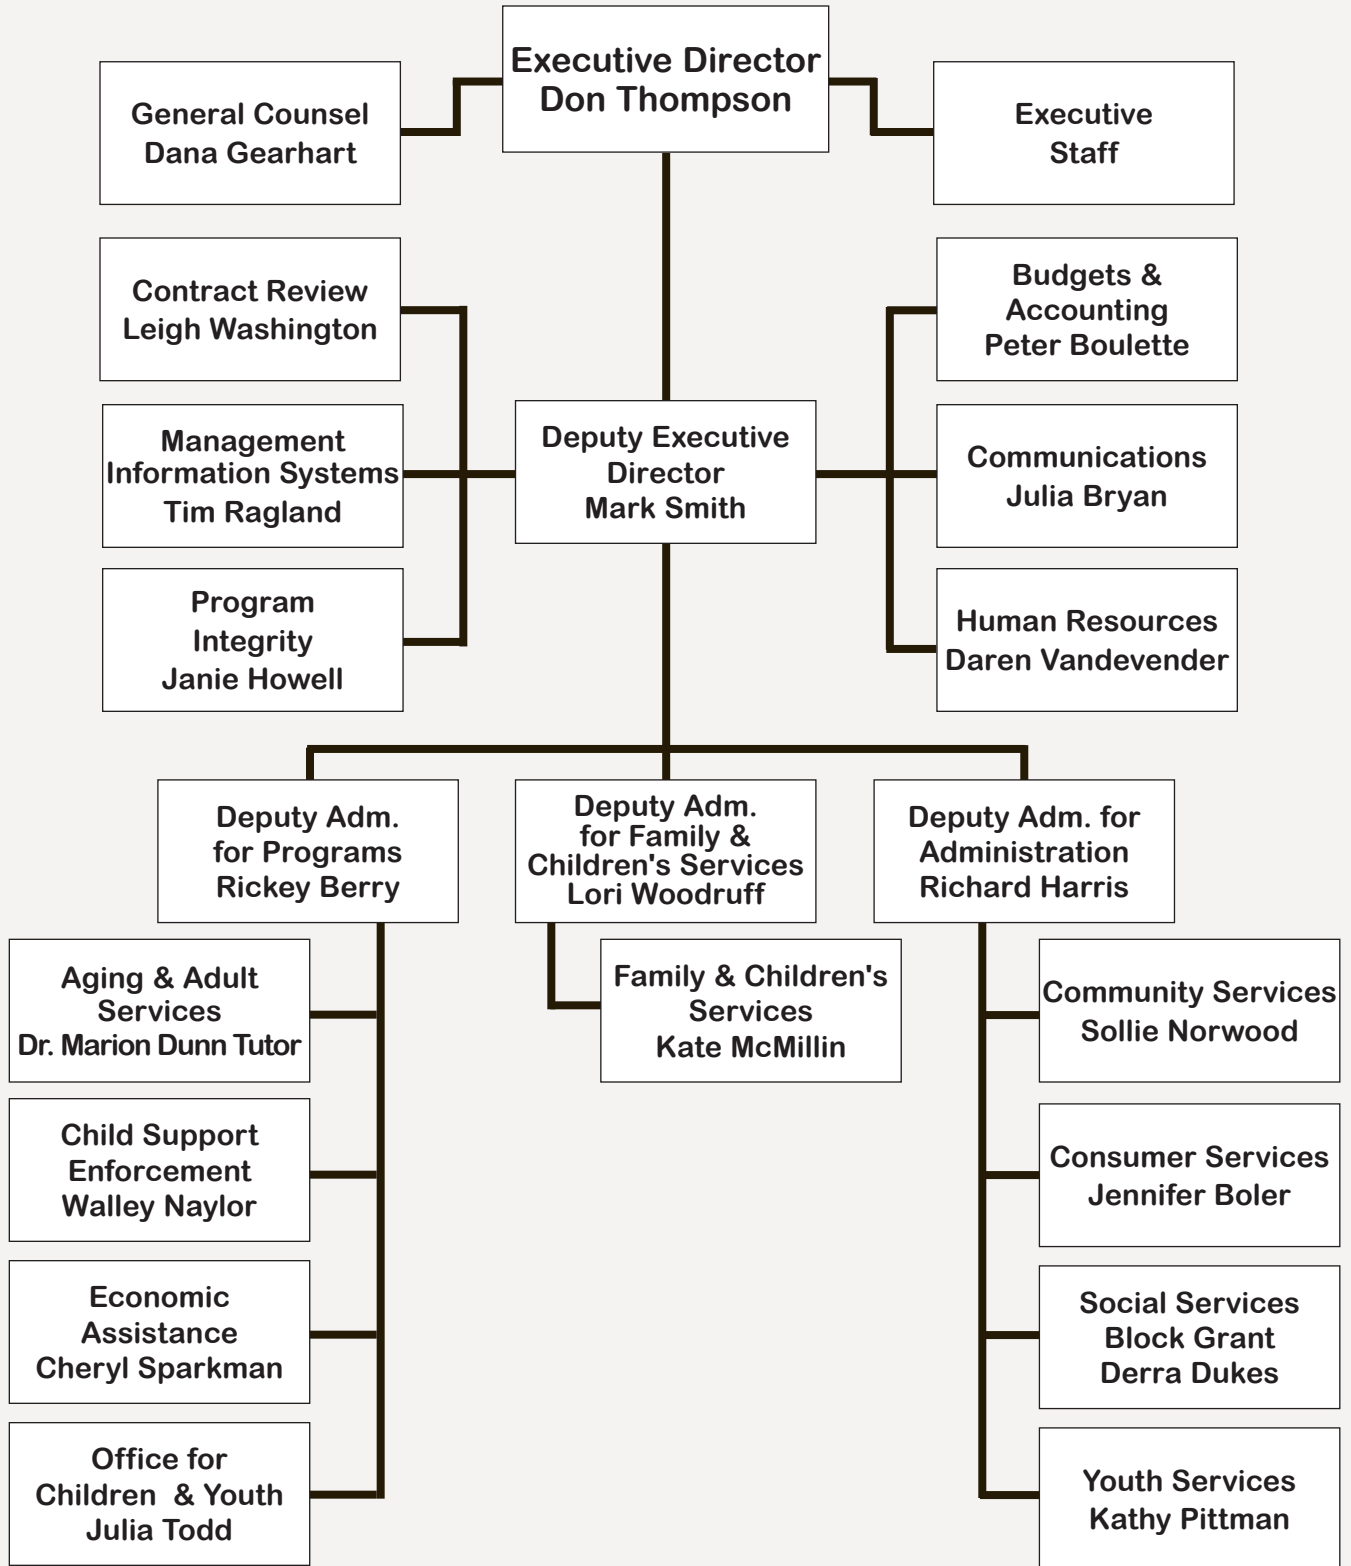 Executive Director
Don Thompson
General Counsel
Dana Gearhart
Executive
Staff
Contract Review
Leigh Washington
Budgets &
Accounting
Peter Boulette
Management
Information Systems
Tim Ragland
Deputy Executive
Director
Mark Smith
Communications
Julia Bryan
Program
Integrity
Janie Howell
Human Resources
Daren Vandevender
Deputy Adm.
for Programs
Rickey Berry
Deputy Adm.
for Family &
Children's Services
Lori Woodruff
Deputy Adm. for
Administration
Richard Harris
Aging & Adult
Services
Dr. Marion Dunn Tutor
Family & Children's
Services
Kate McMillin
Community Services
Sollie Norwood
Child Support
Enforcement
Walley Naylor
Consumer Services
Jennifer Boler
Economic
Assistance
Cheryl Sparkman
Social Services
Block Grant
Derra Dukes
Office for
Children & Youth
Julia Todd
Youth Services
Kathy Pittman